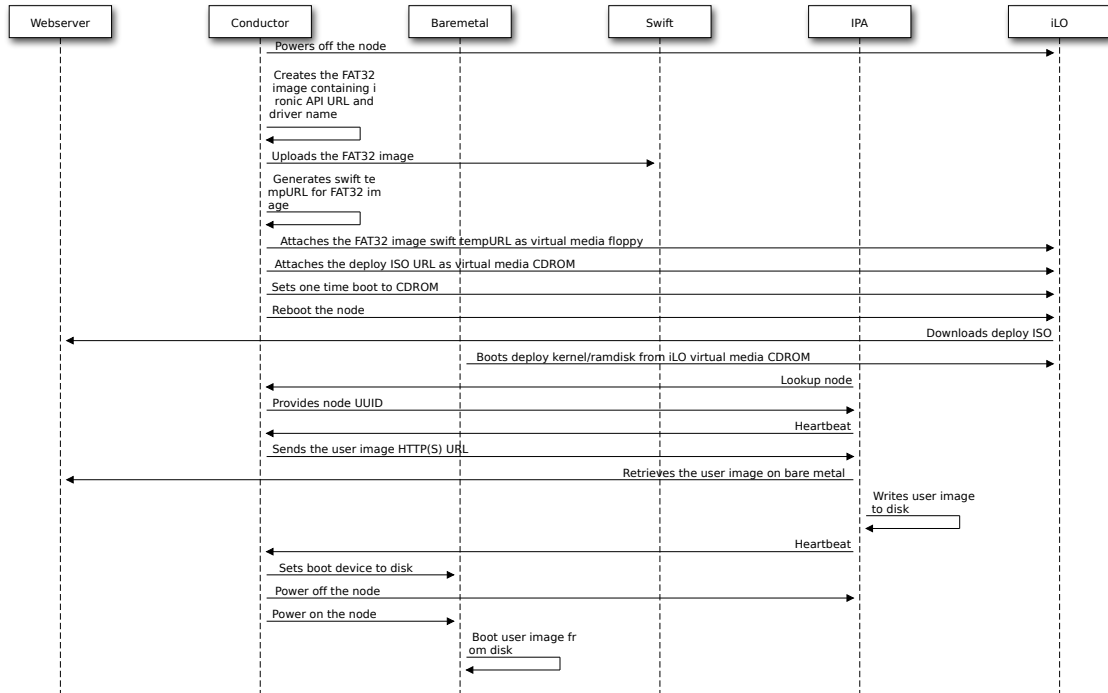 Webserver
Conductor
Baremetal
Swift
IPA
iLO
Powers off the node
Creates the FAT32
image containing i
ronic API URL and
driver name
Uploads the FAT32 image
Generates swift te
mpURL for FAT32 im
age
Attaches the FAT32 image swift tempURL as virtual media floppy
Attaches the deploy ISO URL as virtual media CDROM
Sets one time boot to CDROM
Reboot the node
Downloads deploy ISO
Boots deploy kernel/ramdisk from iLO virtual media CDROM
Lookup node
Provides node UUID
Heartbeat
Sends the user image HTTP(S) URL
Retrieves the user image on bare metal
Writes user image
to disk
Heartbeat
Sets boot device to disk
Power off the node
Power on the node
Boot user image fr
om disk